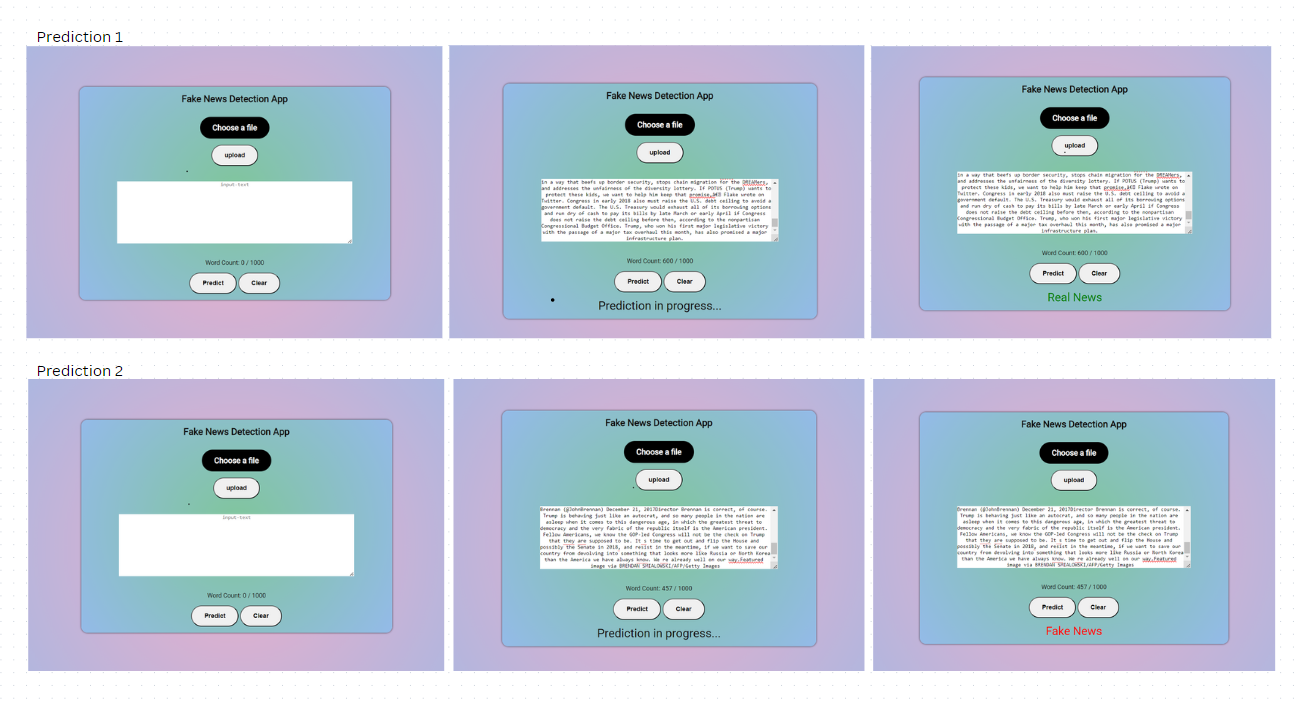 Prediction 1
Fake News Detection App
Choose a file
upload
input-text
Word Count: 0 / 1000
Predict Clear
Fake News Detection App
Choose a file
upload
in a way that beefs up border security, stops chain migration for the DREAMers,
and addresses the unfairness of the diversity lottery. If POTUS (Trump) wants to
protect these kids, we want to help him keep that promise,â€ Flake wrote on
Twitter. Congress in early 2018 also must raise the U.S. debt ceiling to avoid a
government default. The U.S. Treasury would exhaust all of its borrowing options
and run dry of cash to pay its bills by late March or early April if Congress
does not raise the debt ceiling before then, according to the nonpartisan
Congressional Budget Office. Trump, who won his first major legislative victory
with the passage of a major tax overhaul this month, has also promised a major
infrastructure plan.
Word Count: 600 / 1000
Predict Clear
Prediction in progress...
Fake News Detection App
Choose a file
upload
in a way that beefs up border security, stops chain migration for the DREAMers,
and addresses the unfairness of the diversity lottery. If POTUS (Trump) wants to
protect these kids, we want to help him keep that promise,â€ Flake wrote on
Twitter. Congress in early 2018 also must raise the U.S. debt ceiling to avoid a
government default. The U.S. Treasury would exhaust all of its borrowing options
and run dry of cash to pay its bills by late March or early April if Congress
does not raise the debt ceiling before then, according to the nonpartisan
Congressional Budget Office. Trump, who won his first major legislative victory
with the passage of a major tax overhaul this month, has also promised a major
infrastructure plan.
Word Count: 600 / 1000
Predict Clear
Real News
Prediction 2
Fake News Detection App
Choose a file
upload
input-text
Word Count: 0 / 1000
Predict Clear
Fake News Detection App
Choose a file
upload
Brennan (@JohnBrennan) December 21, 2017Director Brennan is correct, of course.
Trump is behaving just like an autocrat, and so many people in the nation are
asleep when it comes to this dangerous age, in which the greatest threat to
democracy and the very fabric of the republic itself is the American president.
Fellow Americans, we know the GOP-led Congress will not be the check on Trump
that they are supposed to be. It s time to get out and flip the House and
possibly the Senate in 2018, and resist in the meantime, if we want to save our
country from devolving into something that looks more like Russia or North Korea
than the America we have always know. We re already well on our way.Featured
image via BRENDAN SMIALOWSKI/AFP/Getty Images
Word Count: 457 / 1000
Predict Clear
Prediction in progress...
Fake News Detection App
Choose a file
upload
Brennan (@JohnBrennan) December 21, 2017Director Brennan is correct, of course.
Trump is behaving just like an autocrat, and so many people in the nation are
asleep when it comes to this dangerous age, in which the greatest threat to
democracy and the very fabric of the republic itself is the American president.
Fellow Americans, we know the GOP-led Congress will not be the check on Trump
that they are supposed to be. It s time to get out and flip the House and
possibly the Senate in 2018, and resist in the meantime, if we want to save our
country from devolving into something that looks more like Russia or North Korea
than the America we have always know. We re already well on our way.Featured
image via BRENDAN SMIALOWSKI/AFP/Getty Images
Word Count: 457 / 1000
Predict Clear
Fake News